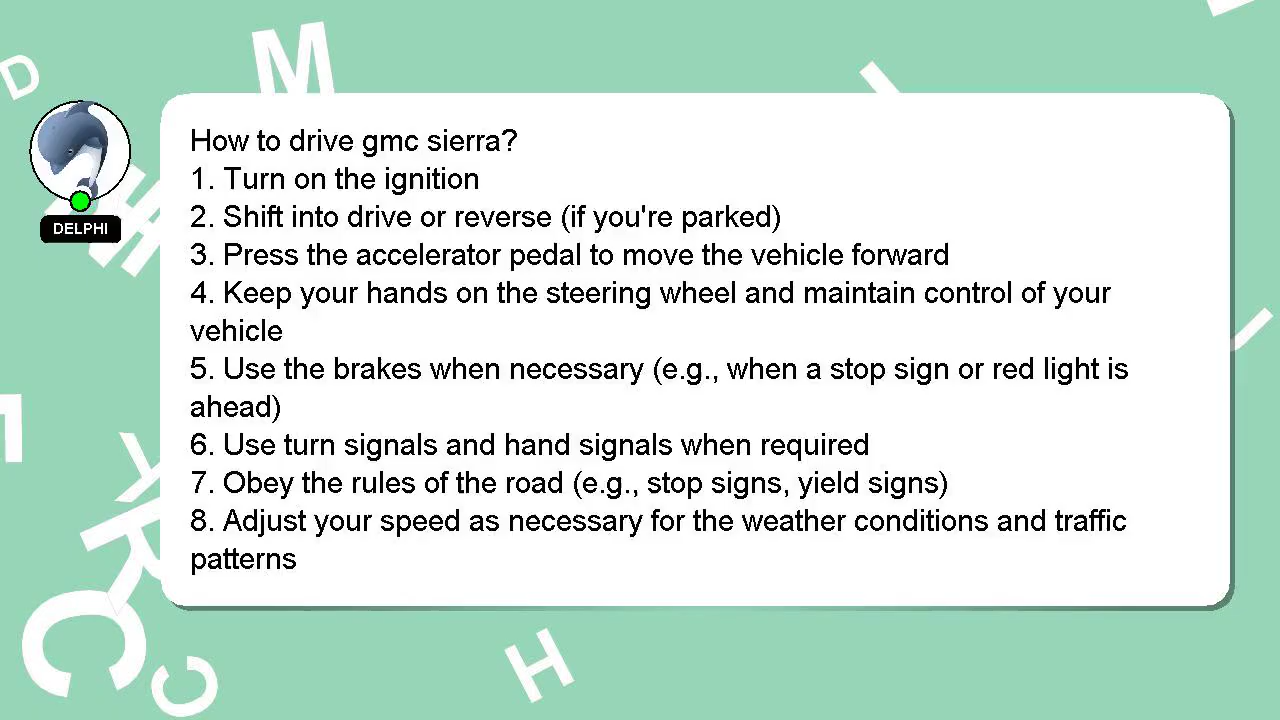 M
D
DELPHI
How to drive gmc sierra?
1. Turn on the ignition
2. Shift into drive or reverse (if you're parked)
3. Press the accelerator pedal to move the vehicle forward
4. Keep your hands on the steering wheel and maintain control of your
vehicle
5. Use the brakes when necessary (e.g., when a stop sign or red light is
ahead)
6. Use turn signals and hand signals when required
7. Obey the rules of the road (e.g., stop signs, yield signs)
8. Adjust your speed as necessary for the weather conditions and traffic
patterns
R
C
C
H